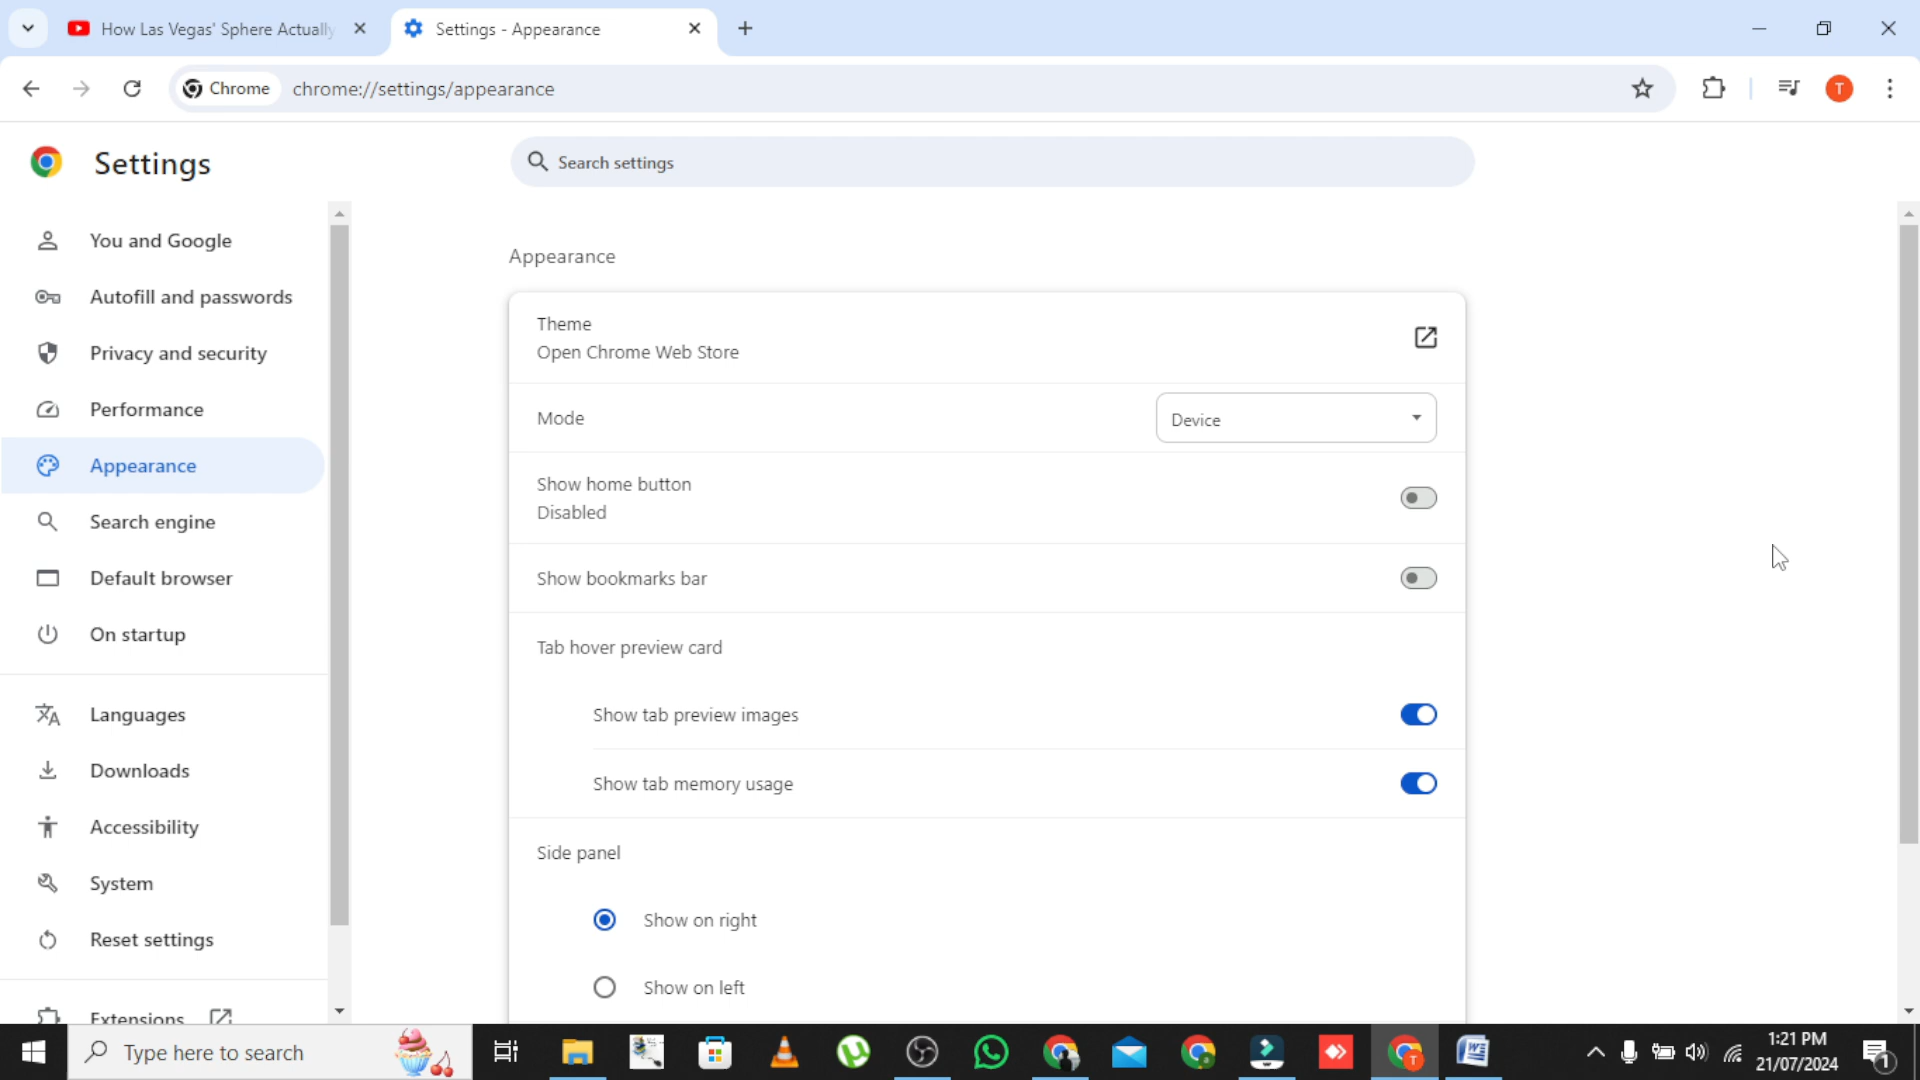 How Las Vegas' Sphere Actually
Settings - Appearance
Chrome
chrome://settings/appearance
T
Settings
Search settings
You and Google
Autofill and passwords
Privacy and security
Performance
Appearance
Search engine
Default browser
On startup
Languages
Downloads
Accessibility
System
Reset settings
Extensions
Appearance
Theme
Open Chrome Web Store
Mode
Device
Show home button
Disabled
Show bookmarks bar
Tab hover preview card
Show tab preview images
Show tab memory usage
Side panel
Show on right
Show on left
Type here to search
T
W
1:21 PM
21/07/2024
1